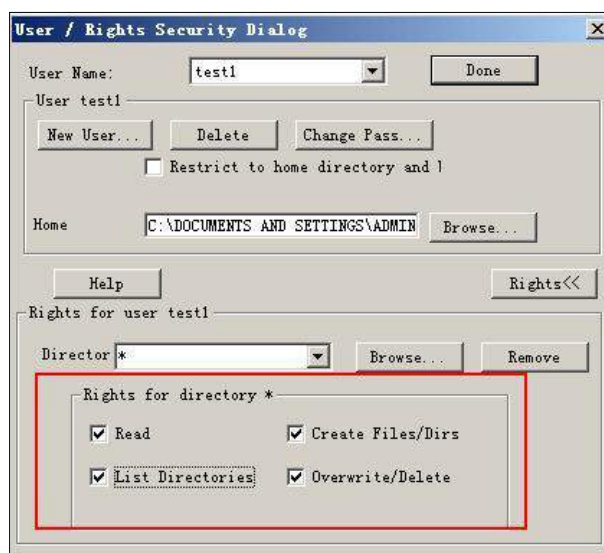 User / Rights Security Dialog
User Name: test1 Done
User test1
New User... Delete Change Pass...
Restrict to home directory and l
Home C:\DOCUMENTS AND SETTINGS\ADMIN Browse...
Help Rights<<
Rights for user test1
Director * Browse... Remove
Rights for directory *
Read Create Files/Dirs
List Directories Overwrite/Delete